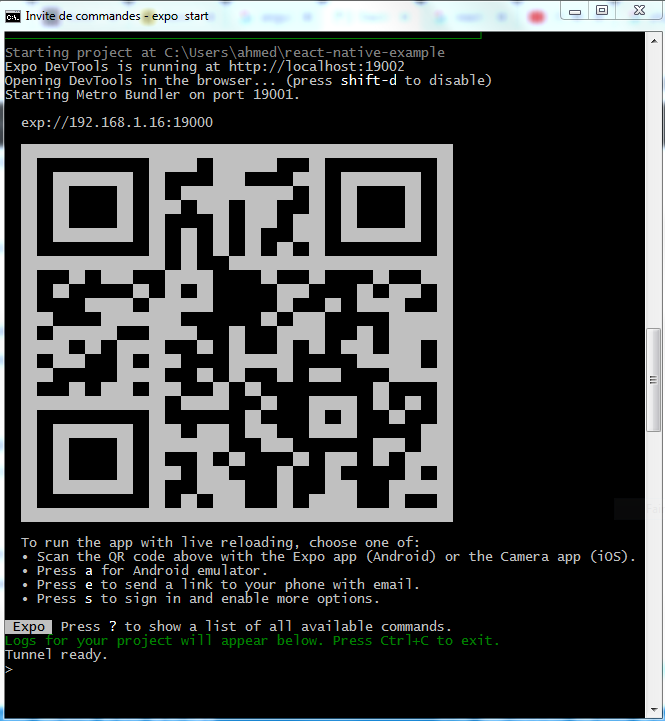 Invite de commandes - expo  start
Starting project at C:\Users\ahmed\react-native-example
Expo DevTools is running at http://localhost:19002
Opening DevTools in the browser... (press shift-d to disable)
Starting Metro Bundler on port 19001.
exp://192.168.1.16:19000
To run the app with live reloading, choose one of:
• Scan the QR code above with the Expo app (Android) or the Camera app (iOS).
• Press a for Android emulator.
• Press e to send a link to your phone with email.
• Press s to sign in and enable more options.
Expo  Press ? to show a list of all available commands.
Logs for your project will appear below. Press Ctrl+C to exit.
Tunnel ready.
>